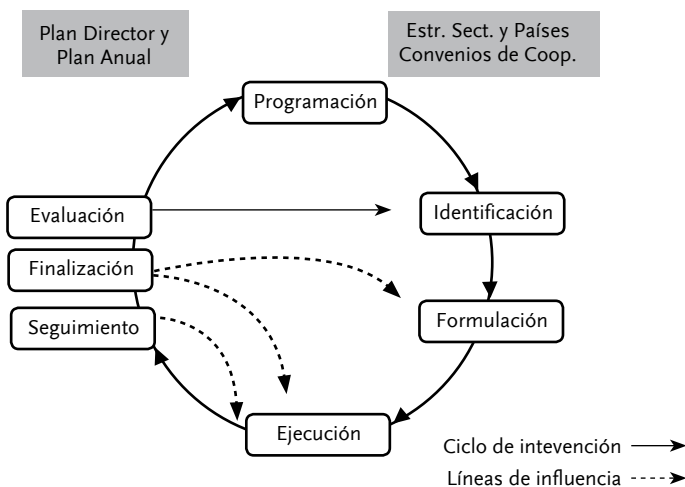 Plan Director y
Plan Anual
Estr. Sect. y Países
Convenios de Coop.
Programación
Evaluación
Identificación
Finalización
Seguimiento
Formulación
Ejecución
Ciclo de intevención
Líneas de influencia